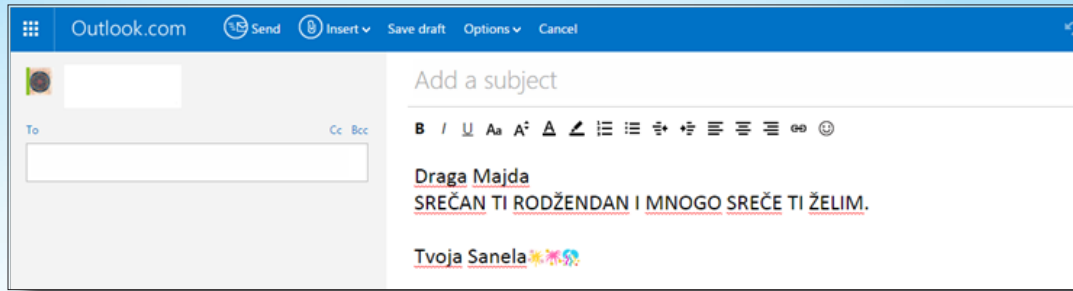 Outlook.com Send Insert Save draft Options Cancel
Add a subject
To Cc Bcc
B I U Aa A A
Draga Majda
SREČAN TI RODŽENDAN I MNOGO SREČE TI ŽELIM.
Tvoja Sanela